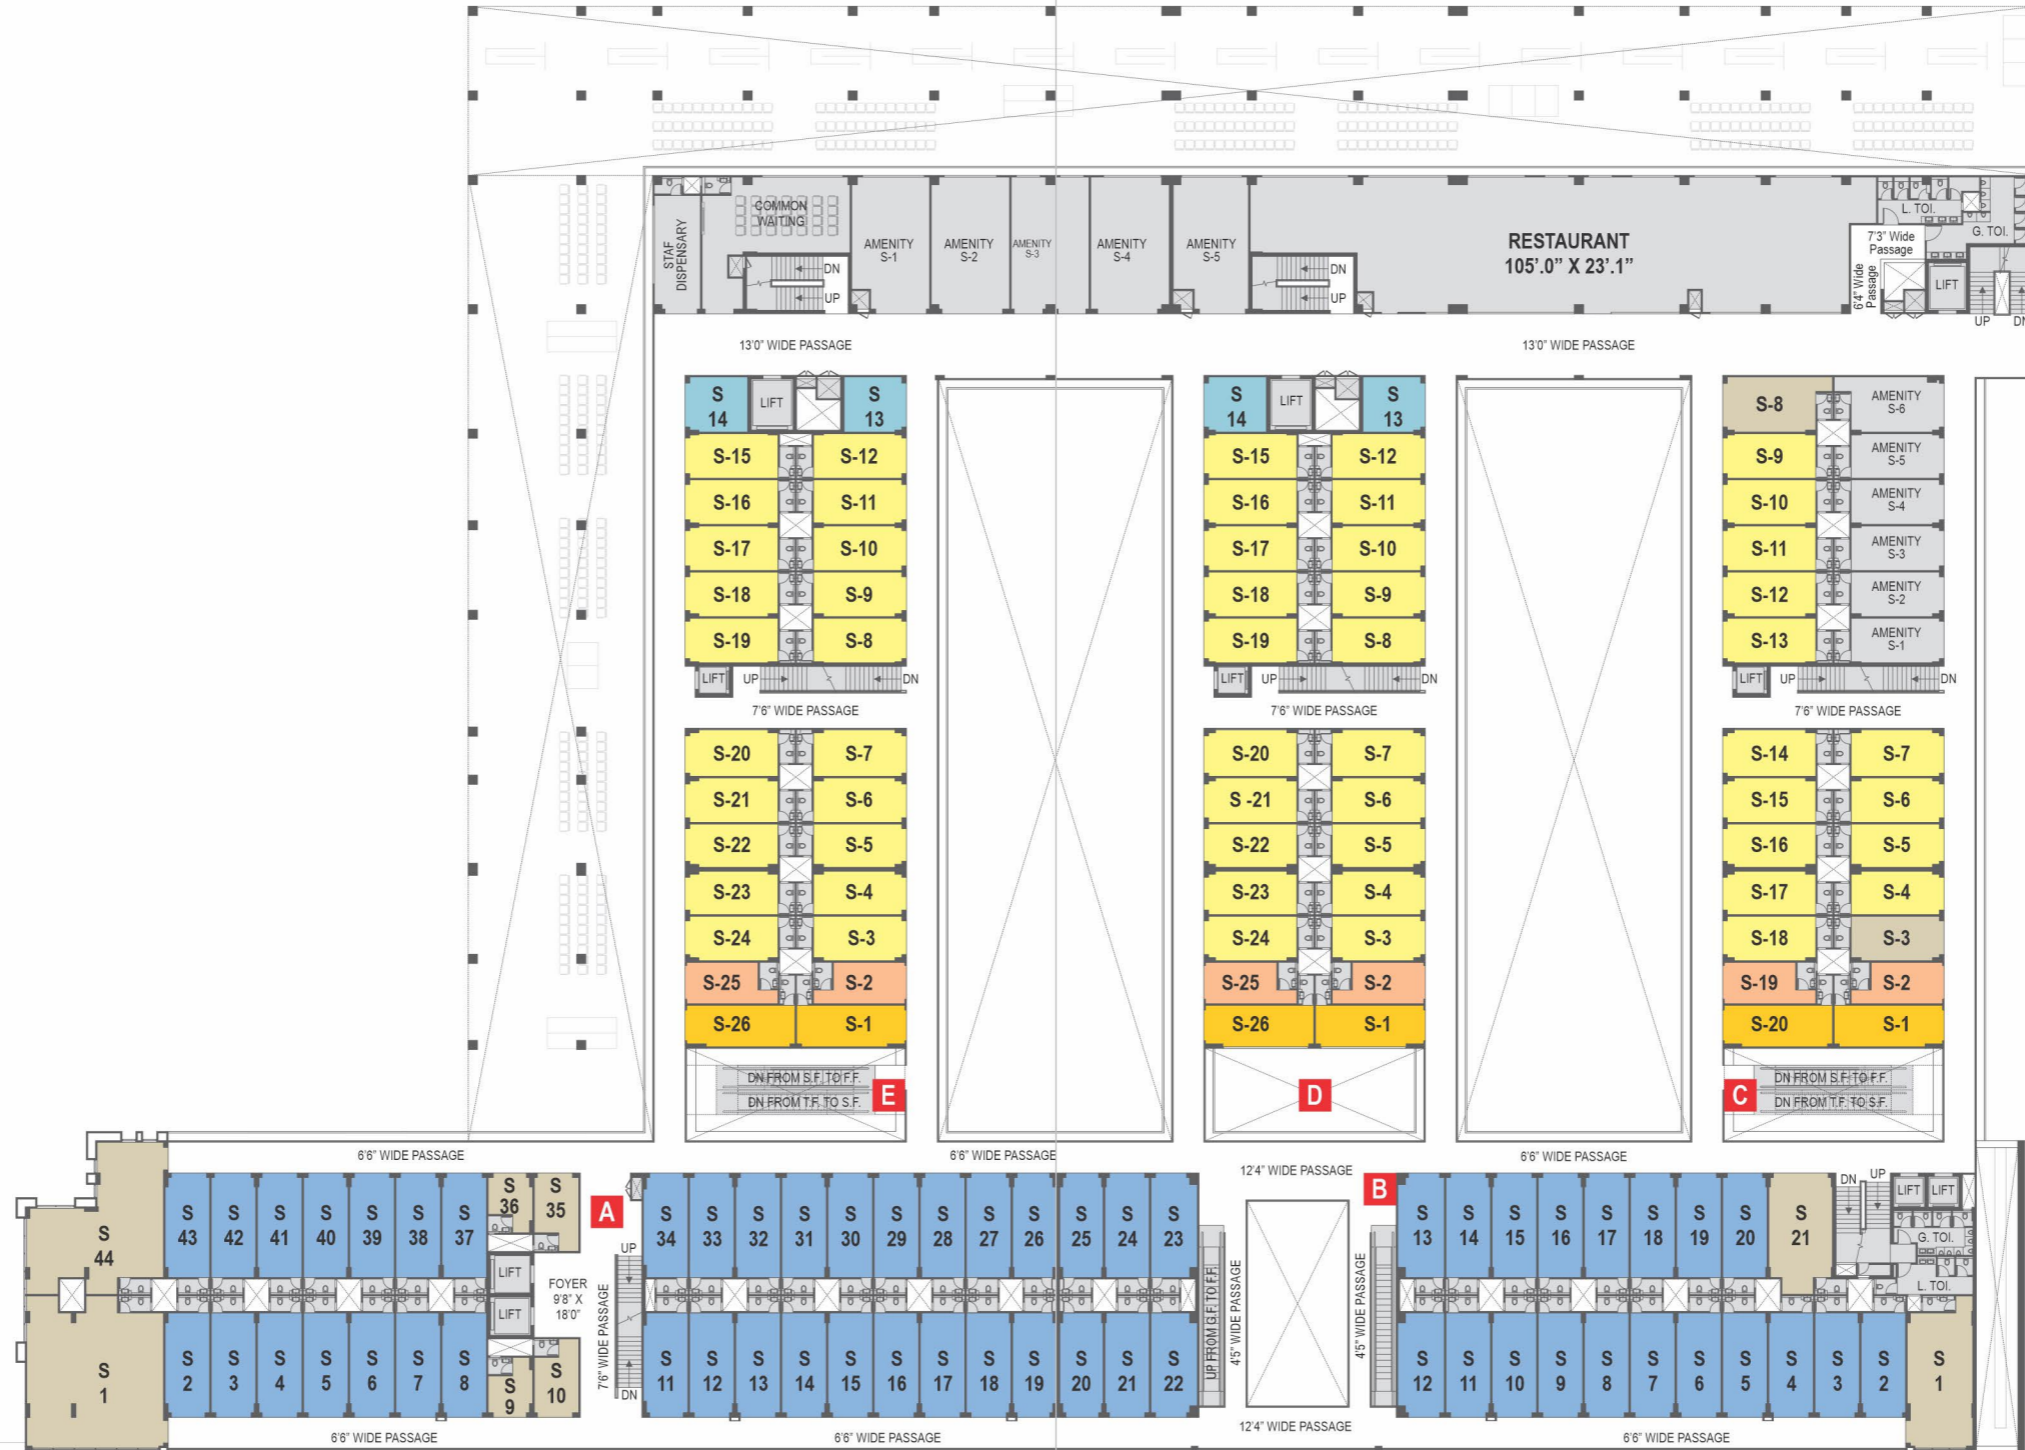 COMMON
WAITING
STAF
DISPENSARY
AMENITY
S-1
AMENITY
S-2
AMENITY
S-3
AMENITY
S-4
AMENITY
S-5
RESTAURANT
105'.0" X 23'.1"
L. TOI.
G. TOI.
7'3" Wide
Passage
6'4" Wide
Passage
LIFT
DN
UP
DN
UP
UP
DN
13'0" WIDE PASSAGE
13'0" WIDE PASSAGE
S
14
LIFT
S
13
S-15
S-12
S-16
S-11
S-17
S-10
S-18
S-9
S-19
S-8
LIFT
UP
DN
7'6" WIDE PASSAGE
S-20
S-7
S-21
S-6
S-22
S-5
S-23
S-4
S-24
S-3
S-25
S-2
S-26
S-1
DN FROM S.F. TO F.F.
DN FROM T.F. TO S.F.
E
S
14
LIFT
S
13
S-15
S-12
S-16
S-11
S-17
S-10
S-18
S-9
S-19
S-8
LIFT
UP
DN
7'6" WIDE PASSAGE
S-20
S-7
S -21
S-6
S-22
S-5
S-23
S-4
S-24
S-3
S-25
S-2
S-26
S-1
D
S-8
AMENITY
S-6
S-9
AMENITY
S-5
S-10
AMENITY
S-4
S-11
AMENITY
S-3
S-12
AMENITY
S-2
S-13
AMENITY
S-1
LIFT
UP
DN
7'6" WIDE PASSAGE
S-14
S-7
S-15
S-6
S-16
S-5
S-17
S-4
S-18
S-3
S-19
S-2
S-20
S-1
C
DN FROM S.F. TO F.F.
DN FROM T.F. TO S.F.
6'6" WIDE PASSAGE
6'6" WIDE PASSAGE
12'4" WIDE PASSAGE
6'6" WIDE PASSAGE
S
44
S
43
S
42
S
41
S
40
S
39
S
38
S
37
S
36
S
35
A
S
34
S
33
S
32
S
31
S
30
S
29
S
28
S
27
S
26
S
25
S
24
S
23
B
S
13
S
14
S
15
S
16
S
17
S
18
S
19
S
20
S
21
DN
UP
LIFT
LIFT
G. TOI.
L. TOI.
LIFT
LIFT
FOYER
9'8" X
18'0"
UP
DN
7'6" WIDE PASSAGE
UP FROM G.F. TO F.F.
4'5" WIDE PASSAGE
4'5" WIDE PASSAGE
S
1
S
2
S
3
S
4
S
5
S
6
S
7
S
8
S
9
S
10
S
11
S
12
S
13
S
14
S
15
S
16
S
17
S
18
S
19
S
20
S
21
S
22
S
12
S
11
S
10
S
9
S
8
S
7
S
6
S
5
S
4
S
3
S
2
S
1
6'6" WIDE PASSAGE
6'6" WIDE PASSAGE
12'4" WIDE PASSAGE
6'6" WIDE PASSAGE